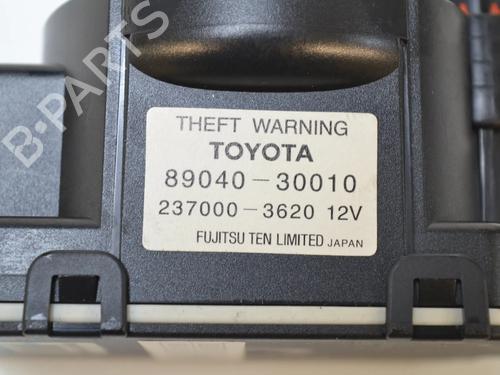 B-PARTS
THEFT WARNING
TOYOTA
89040-30010
237000-3620 12V
FUJITSU TEN LIMITED JAPAN